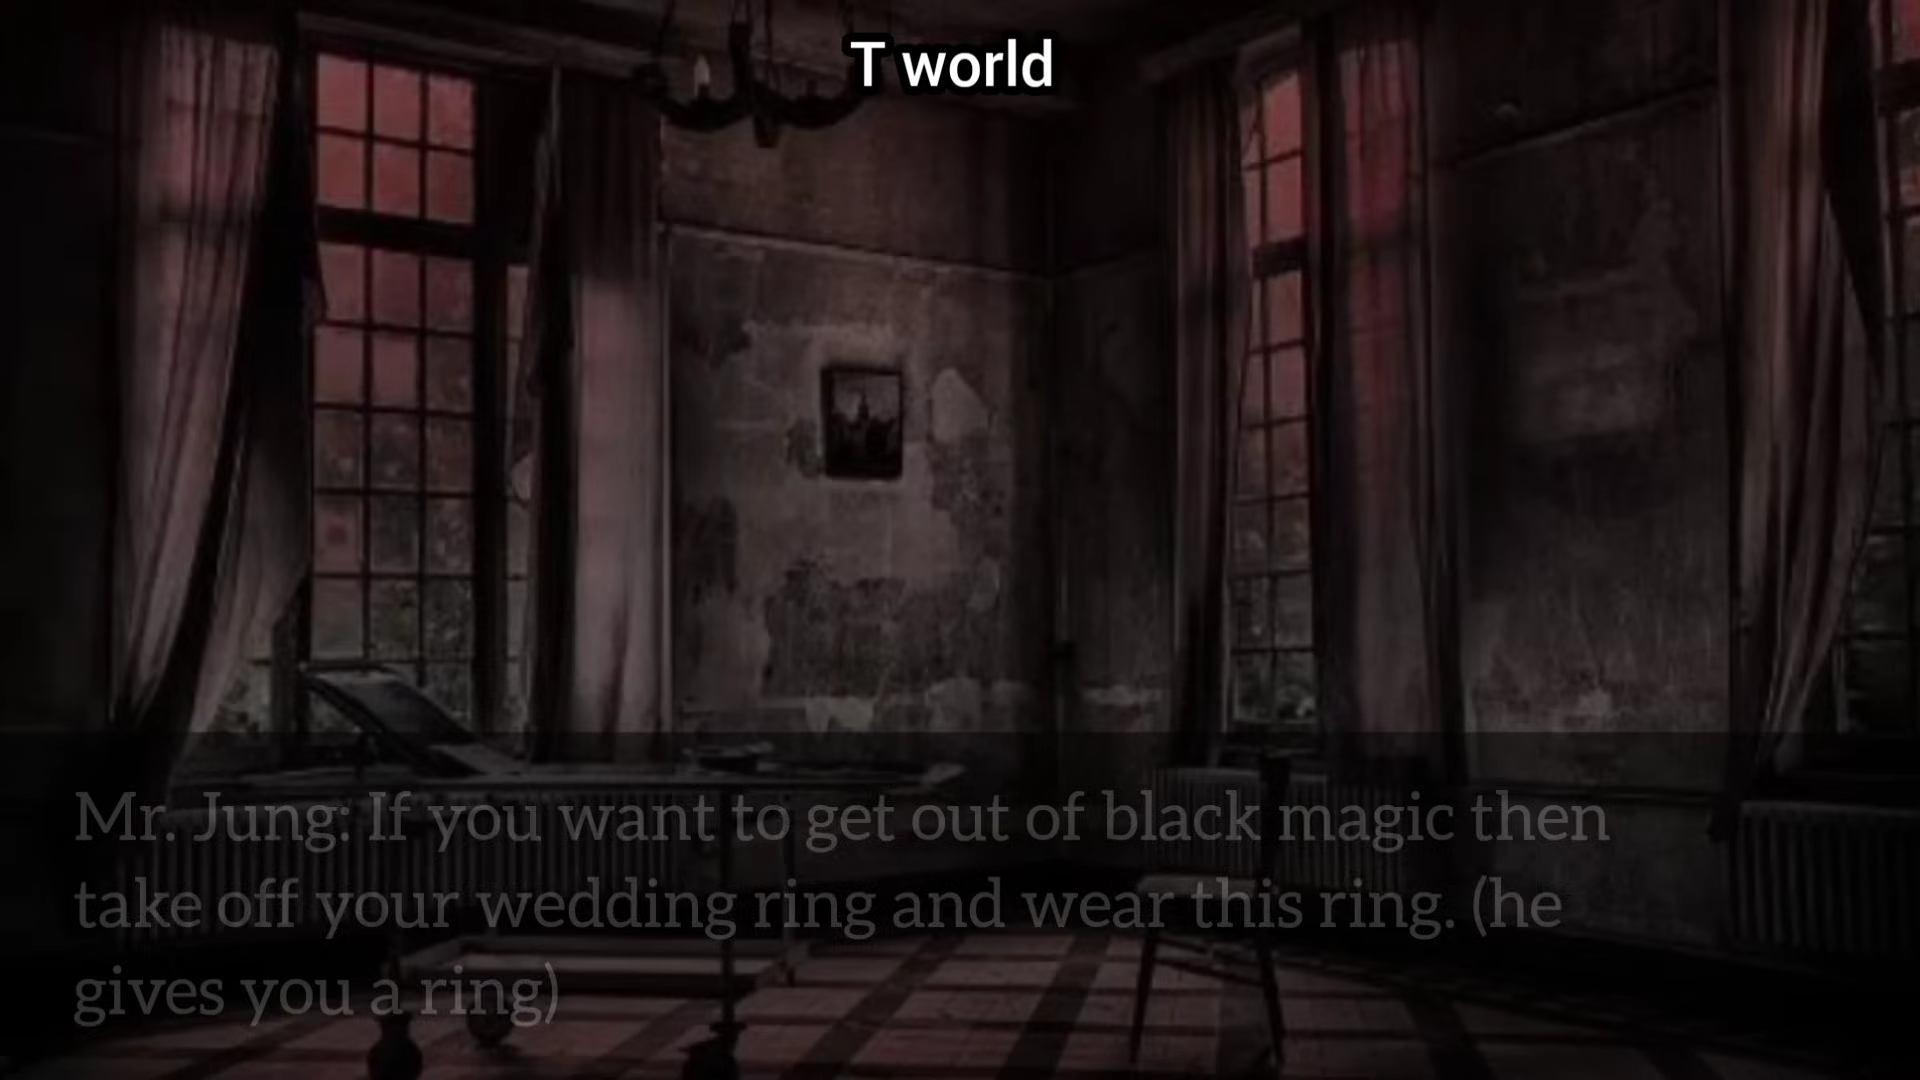 T world
Mr. Jung: If you want to get out of black magic then
take off your wedding ring and wear this ring. (he
gives you a ring)